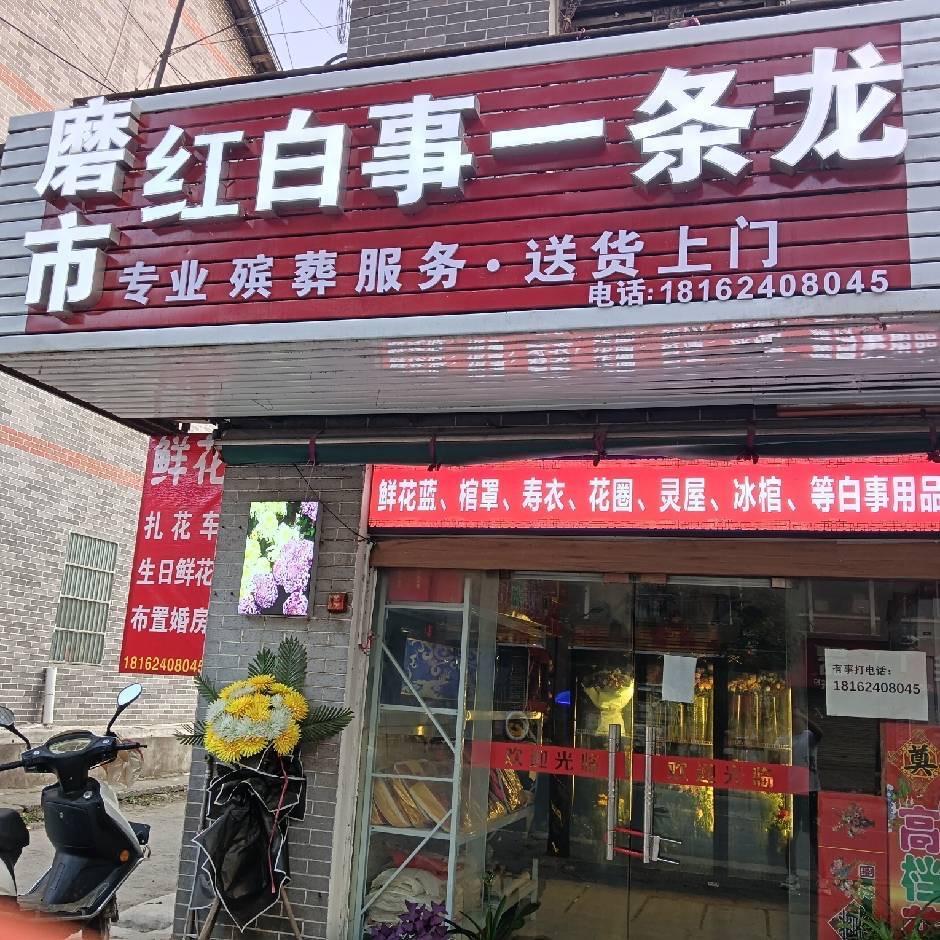 磨市
红白事一条龙
专业殡葬服务·送货上门
电话:18162408045
鲜花蓝、棺罩、寿衣、花圈、灵屋、冰棺、等白事用品
鲜花
扎花车
生日鲜花
布置婚房
18162408045
有事打电话:
18162408045
欢迎光临
欢迎光临
奠
高档